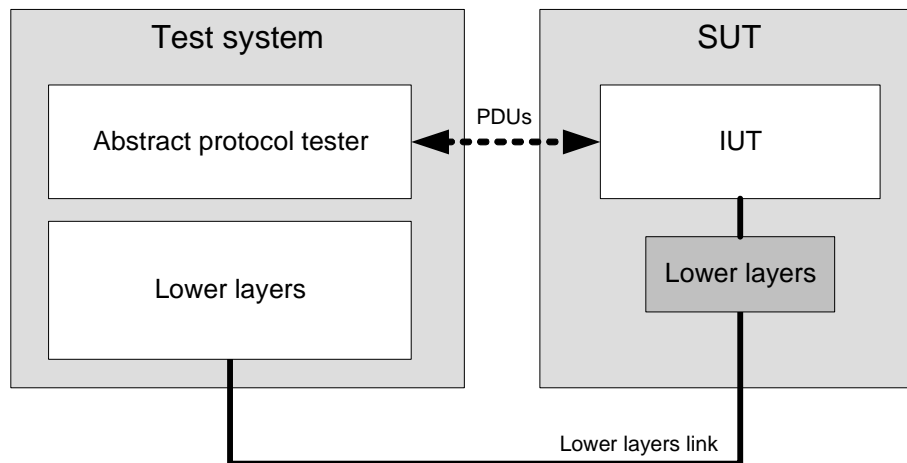 Test system
SUT
Abstract protocol tester
PDUs
IUT
Lower layers
Lower layers
Lower layers link